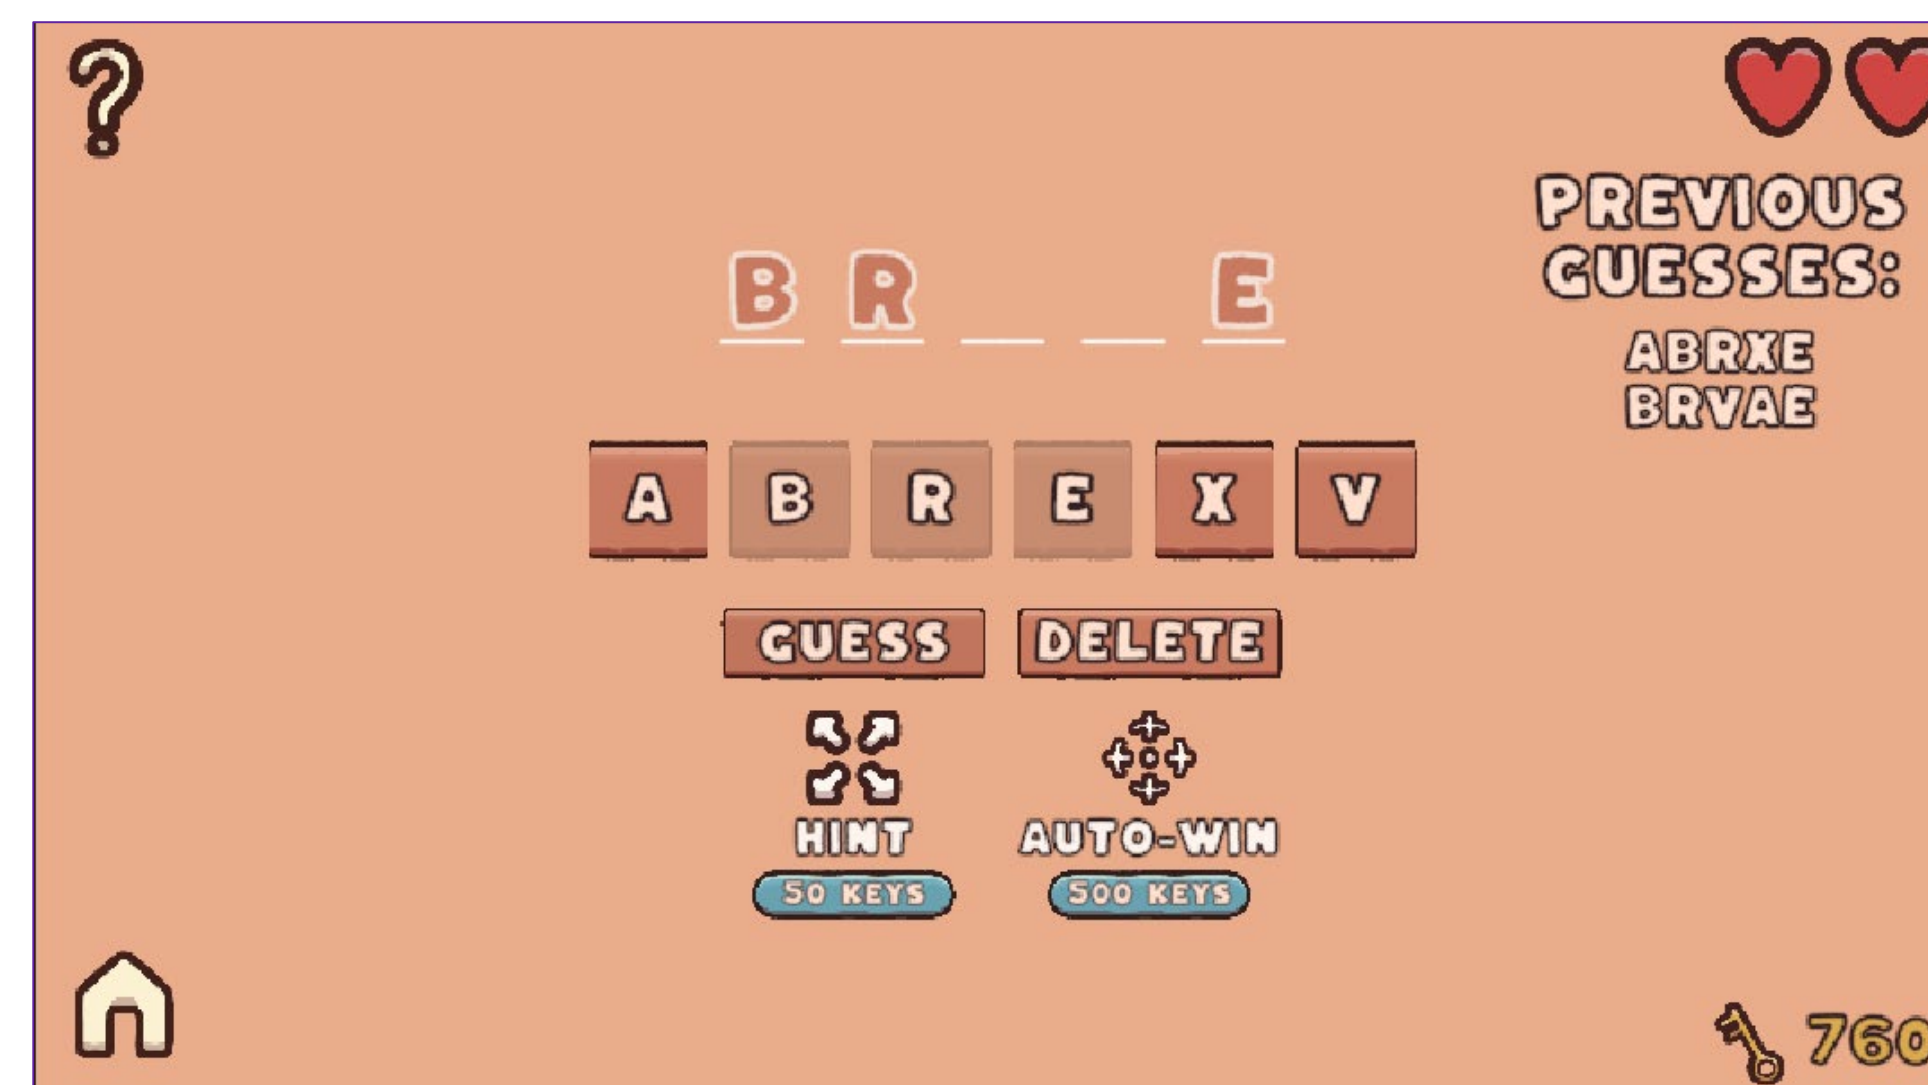 ?
PREVIOUS
GUESSES:
ABRXE
BRVAE
B R _ _ E
A B R E X V
GUESS DELETE
HINT AUTO-WIN
50 KEYS 500 KEYS
760